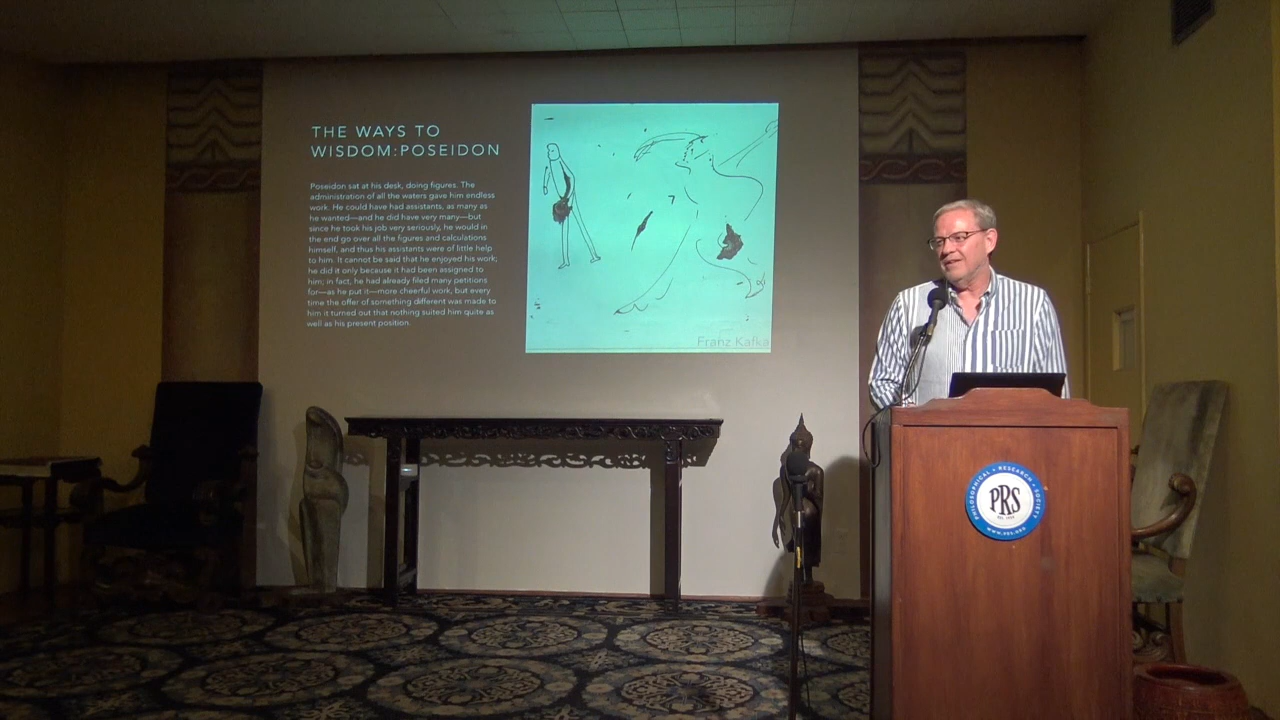 THE WAYS TO
WISDOM:POSEIDON
Poseidon sat at his desk, doing figures. The
administration of all the waters gave him endless
work. He could have had assistants, as many as
he wanted—and he did have very many—but
since he took his job very seriously, he would in
the end go over all the figures and calculations
himself, and thus his assistants were of little help
to him. It cannot be said that he enjoyed his work;
he did it only because it had been assigned to
him; in fact, he had already filed many petitions
for—as he put it—more cheerful work, but every
time the offer of something different was made to
him it turned out that nothing suited him quite as
well as his present position.
Franz Kafka
PHILOSOPHICAL • RESEARCH • SOCIETY
PRS
WWW.PRS.ORG